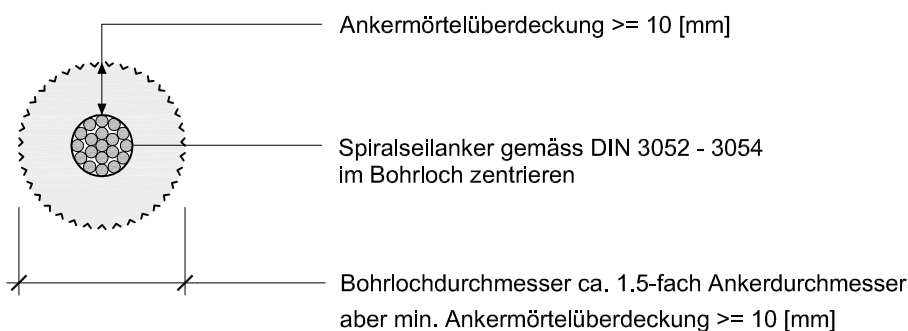 Ankermörtelüberdeckung >= 10 [mm]
Spiralseilanker gemäss DIN 3052 - 3054
im Bohrloch zentrieren
Bohrlochdurchmesser ca. 1.5-fach Ankerdurchmesser
aber min. Ankermörtelüberdeckung >= 10 [mm]